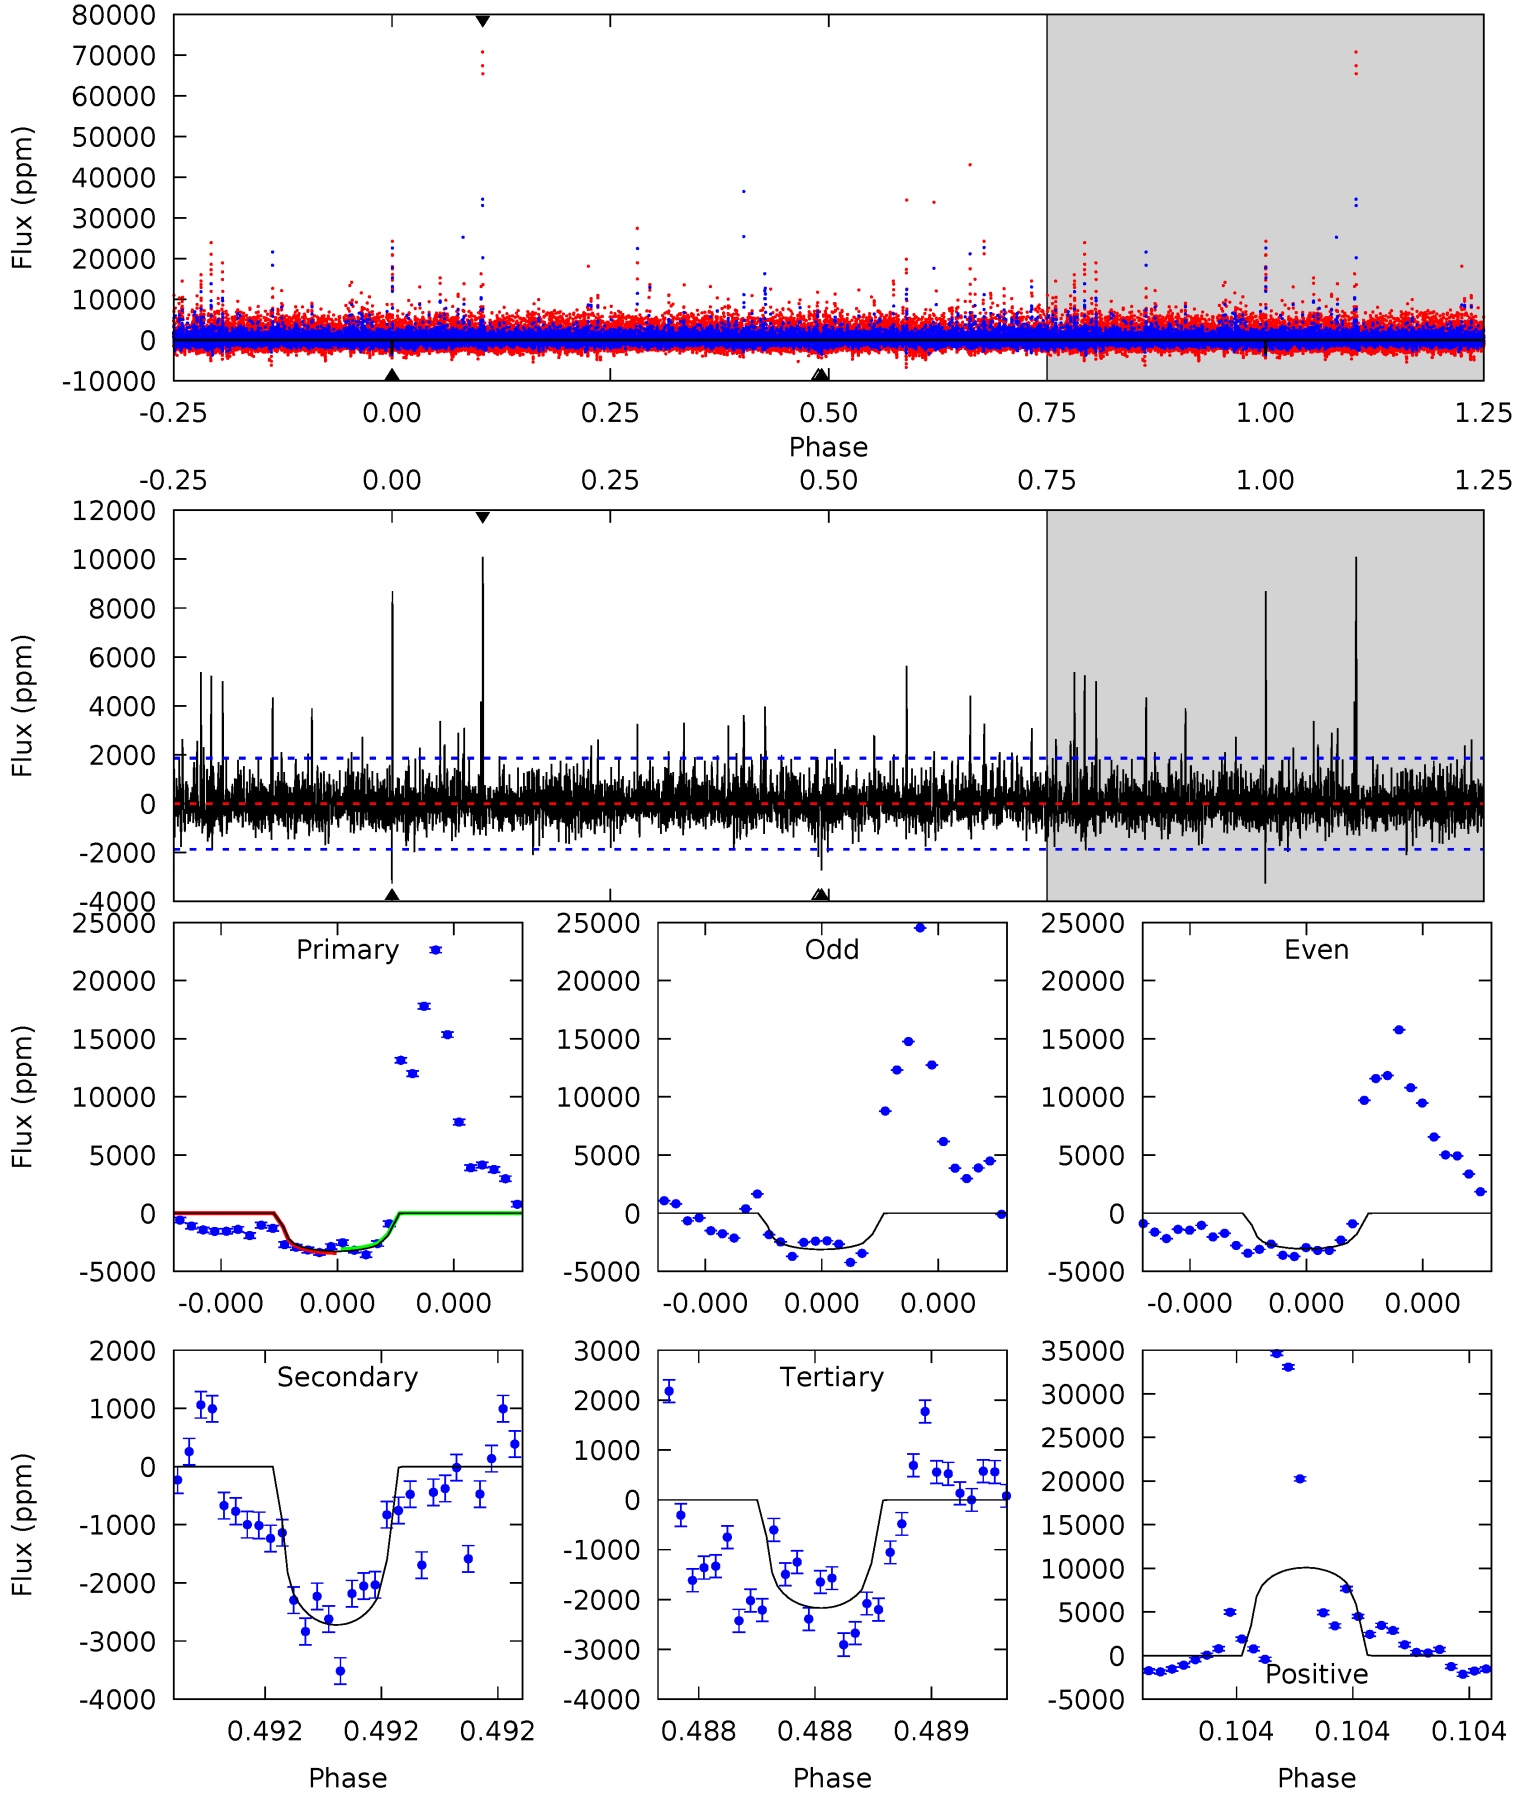 80000
70000
60000
50000
40000
30000
20000
10000
0
-10000
Flux (ppm)
-0.25 0.00 0.25 0.50 0.75 1.00 1.25
Phase
-0.25 0.00 0.25 0.50 0.75 1.00 1.25
12000
10000
8000
6000
4000
2000
0
-2000
-4000
Flux (ppm)
Primary
25000
20000
15000
10000
5000
0
-5000
Flux (ppm)
-0.000 0.000 0.000
Odd
25000
20000
15000
10000
5000
0
-5000
-0.000 0.000 0.000
Even
25000
20000
15000
10000
5000
0
-5000
-0.000 0.000 0.000
Secondary
2000
1000
0
-1000
-2000
-3000
-4000
Flux (ppm)
0.492 0.492 0.492
Phase
Tertiary
3000
2000
1000
0
-1000
-2000
-3000
-4000
0.488 0.488 0.489
Phase
35000
30000
25000
20000
15000
10000
5000
0
-5000
Positive
0.104 0.104 0.104
Phase